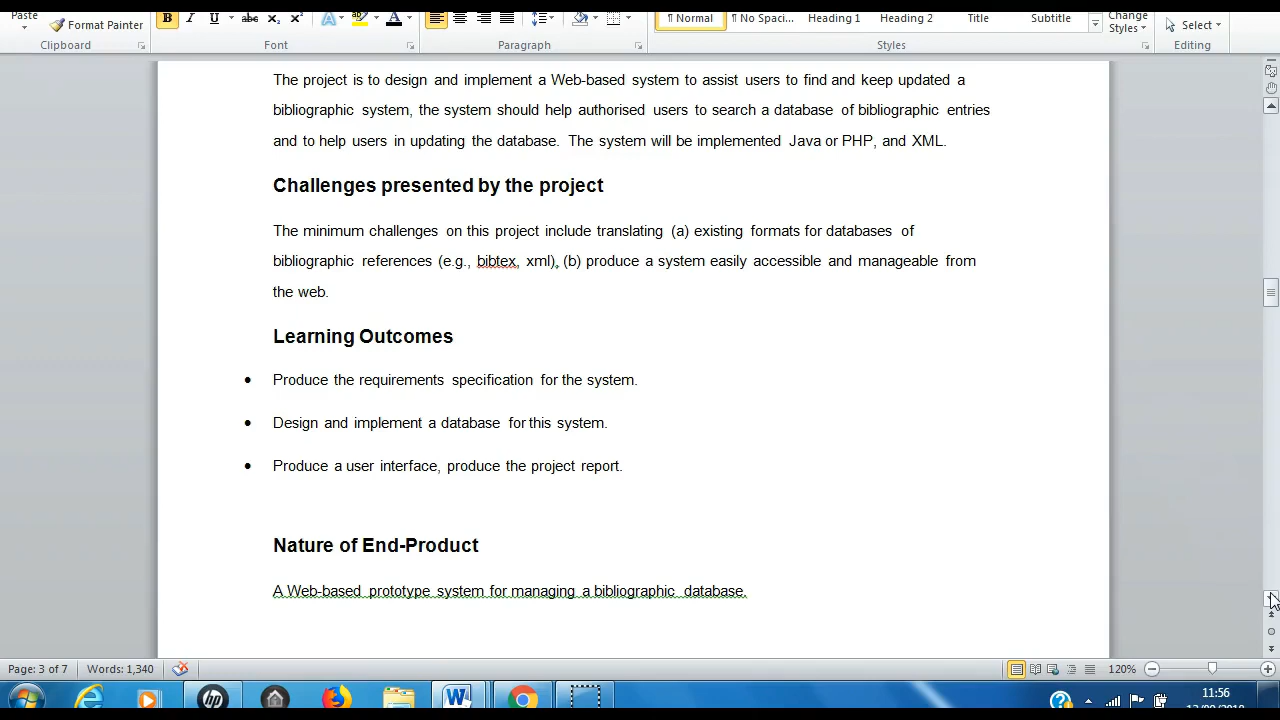 Paste
Format Painter
B I U abc x2 x2 A ab A
¶ Normal ¶ No Spaci... Heading 1 Heading 2 Title Subtitle Change Styles Select
Clipboard Font Paragraph Styles Editing
The project is to design and implement a Web-based system to assist users to find and keep updated a
bibliographic system, the system should help authorised users to search a database of bibliographic entries
and to help users in updating the database. The system will be implemented Java or PHP, and XML.
Challenges presented by the project
The minimum challenges on this project include translating (a) existing formats for databases of
bibliographic references (e.g., bibtex, xml), (b) produce a system easily accessible and manageable from
the web.
Learning Outcomes
• Produce the requirements specification for the system.
• Design and implement a database for this system.
• Produce a user interface, produce the project report.
Nature of End-Product
A Web-based prototype system for managing a bibliographic database.
Page: 3 of 7 Words: 1,340 120%
hp W ? 11:56